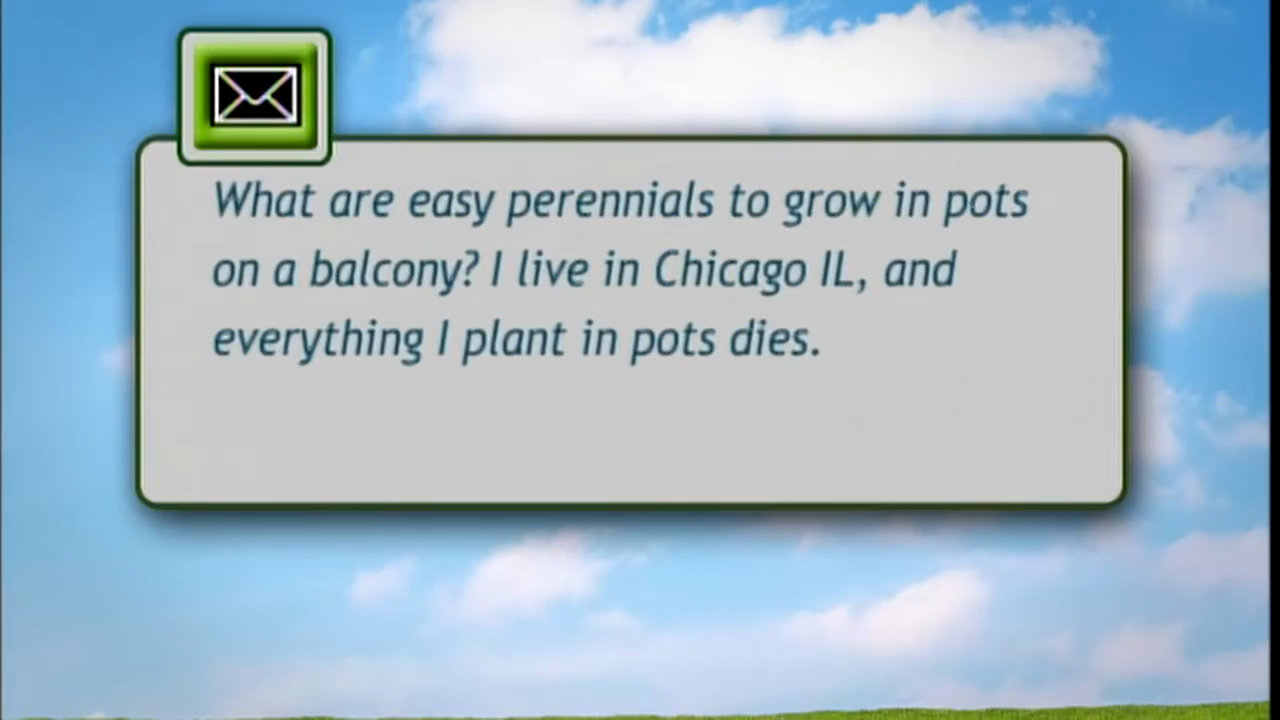 What are easy perennials to grow in pots
on a balcony? I live in Chicago IL, and
everything I plant in pots dies.